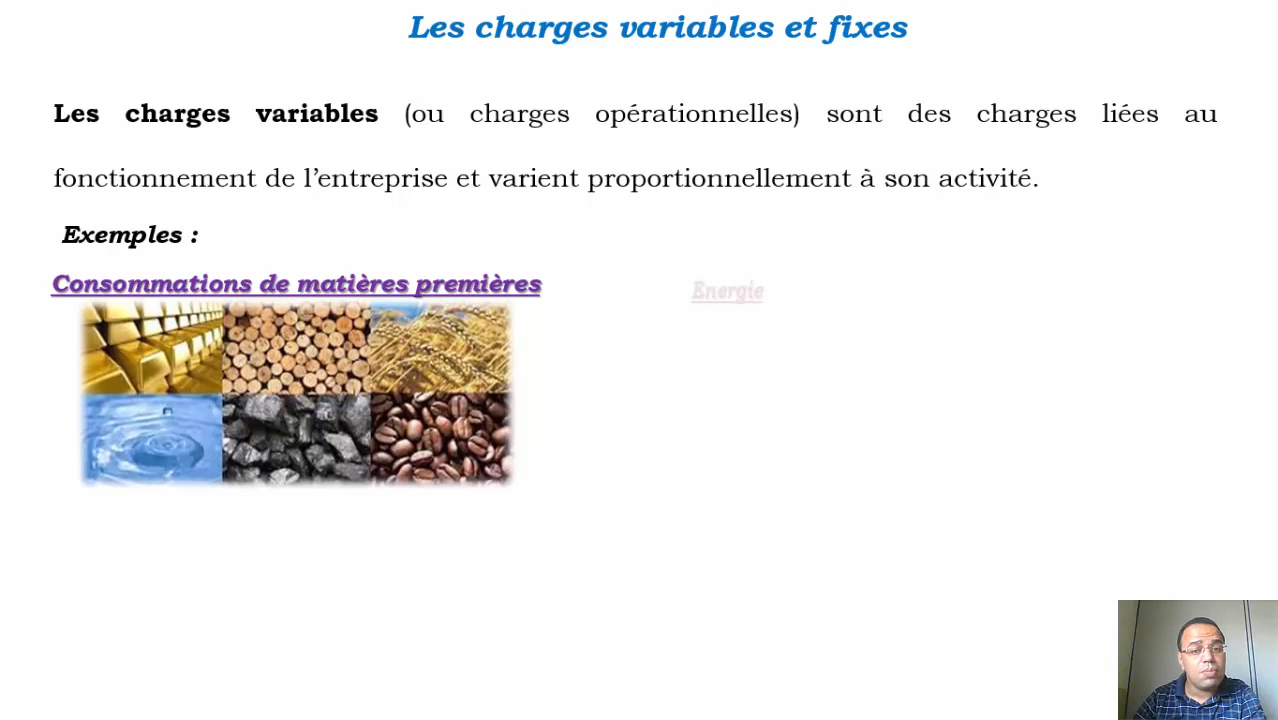 Les charges variables et fixes
Les charges variables (ou charges opérationnelles) sont des charges liées au
fonctionnement de l’entreprise et varient proportionnellement à son activité.
Exemples :
Consommations de matières premières
Energie